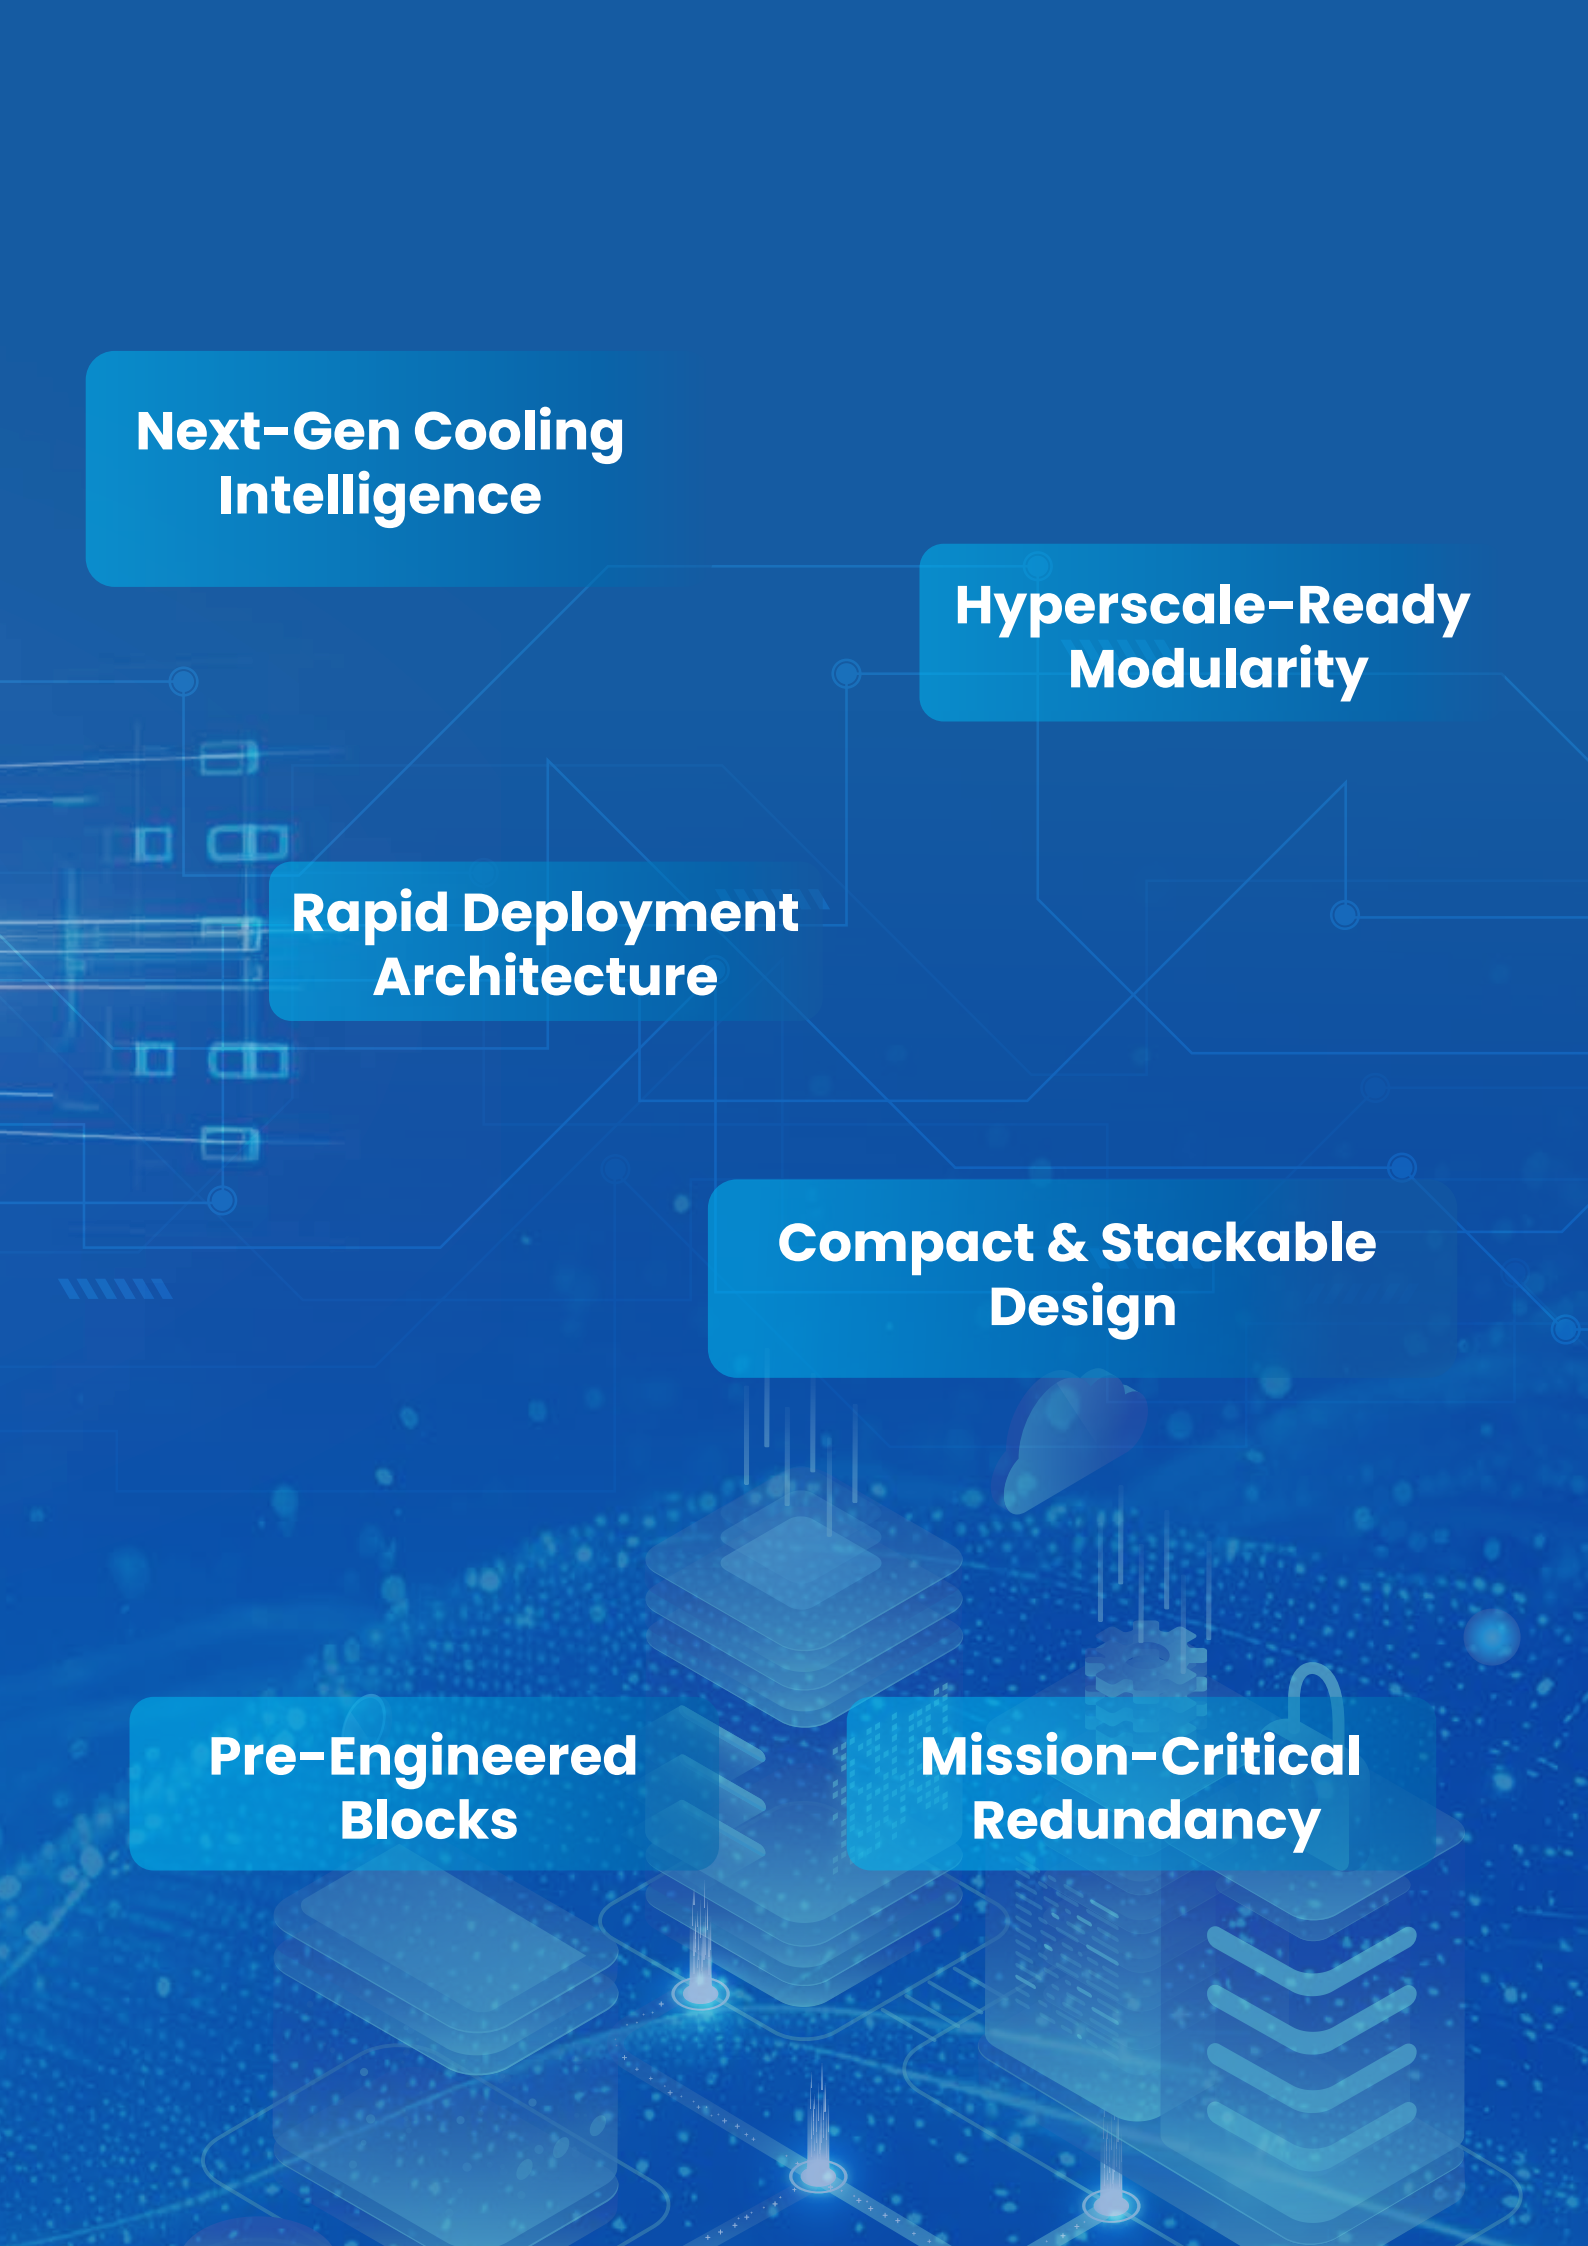 Next-Gen Cooling
Intelligence
Hyperscale-Ready
Modularity
Rapid Deployment
Architecture
Compact & Stackable
Design
Pre-Engineered
Blocks
Mission-Critical
Redundancy